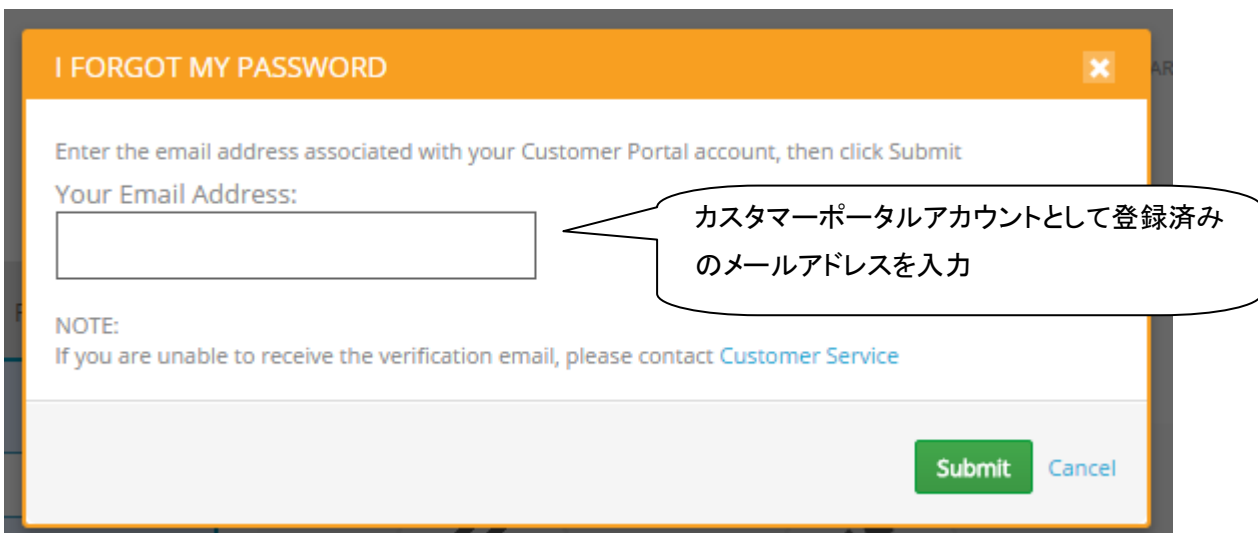 I FORGOT MY PASSWORD
AR
Enter the email address associated with your Customer Portal account, then click Submit
Your Email Address:
カスタマーポータルアカウントとして登録済み
のメールアドレスを入力
NOTE:
If you are unable to receive the verification email, please contact Customer Service
Submit Cancel